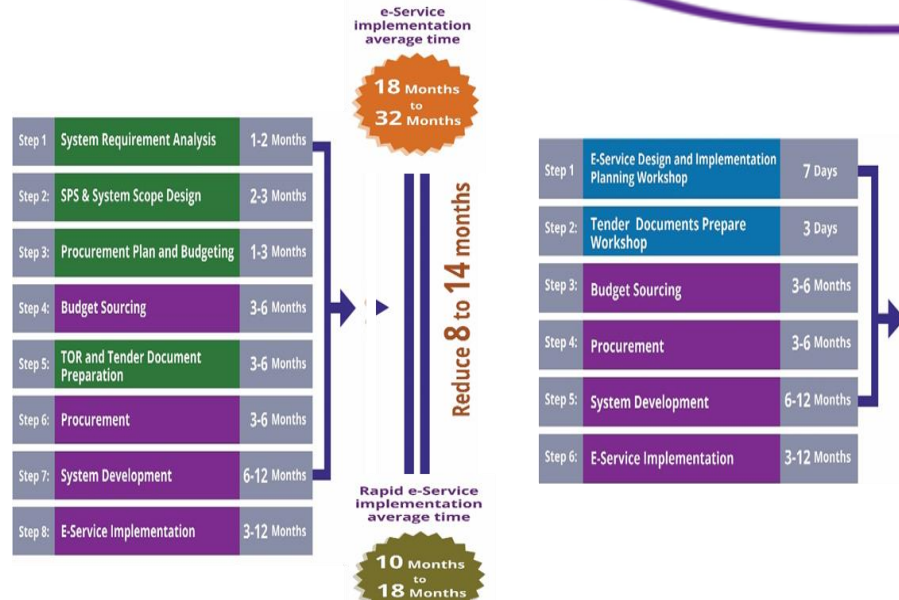 e-Service
implementation
average time
18 Months
to
32 Months
Step 1 System Requirement Analysis 1-2 Months
Step 2: SPS & System Scope Design 2-3 Months
Step 3: Procurement Plan and Budgeting 1-3 Months
Step 4: Budget Sourcing 3-6 Months
Step 5: TOR and Tender Document
Preparation 3-6 Months
Step 6: Procurement 3-6 Months
Step 7: System Development 6-12 Months
Step 8: E-Service Implementation 3-12 Months
Reduce 8 to 14 months
Rapid e-Service
implementation
average time
10 Months
to
18 Months
Step 1 E-Service Design and Implementation
Planning Workshop 7 Days
Step 2: Tender Documents Prepare
Workshop 3 Days
Step 3: Budget Sourcing 3-6 Months
Step 4: Procurement 3-6 Months
Step 5: System Development 6-12 Months
Step 6: E-Service Implementation 3-12 Months